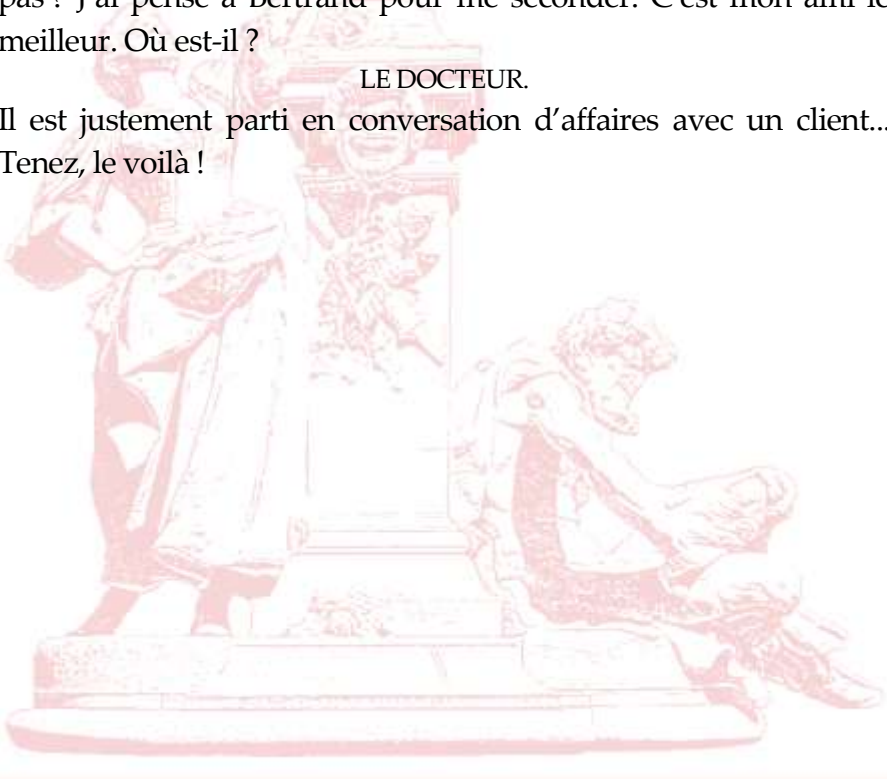 pas ? J'ai pensé à Bertrand pour me seconder. C'est mon ami le
meilleur. Où est-il ?
LE DOCTEUR.
Il est justement parti en conversation d’affaires avec un client...
Tenez, le voilà !